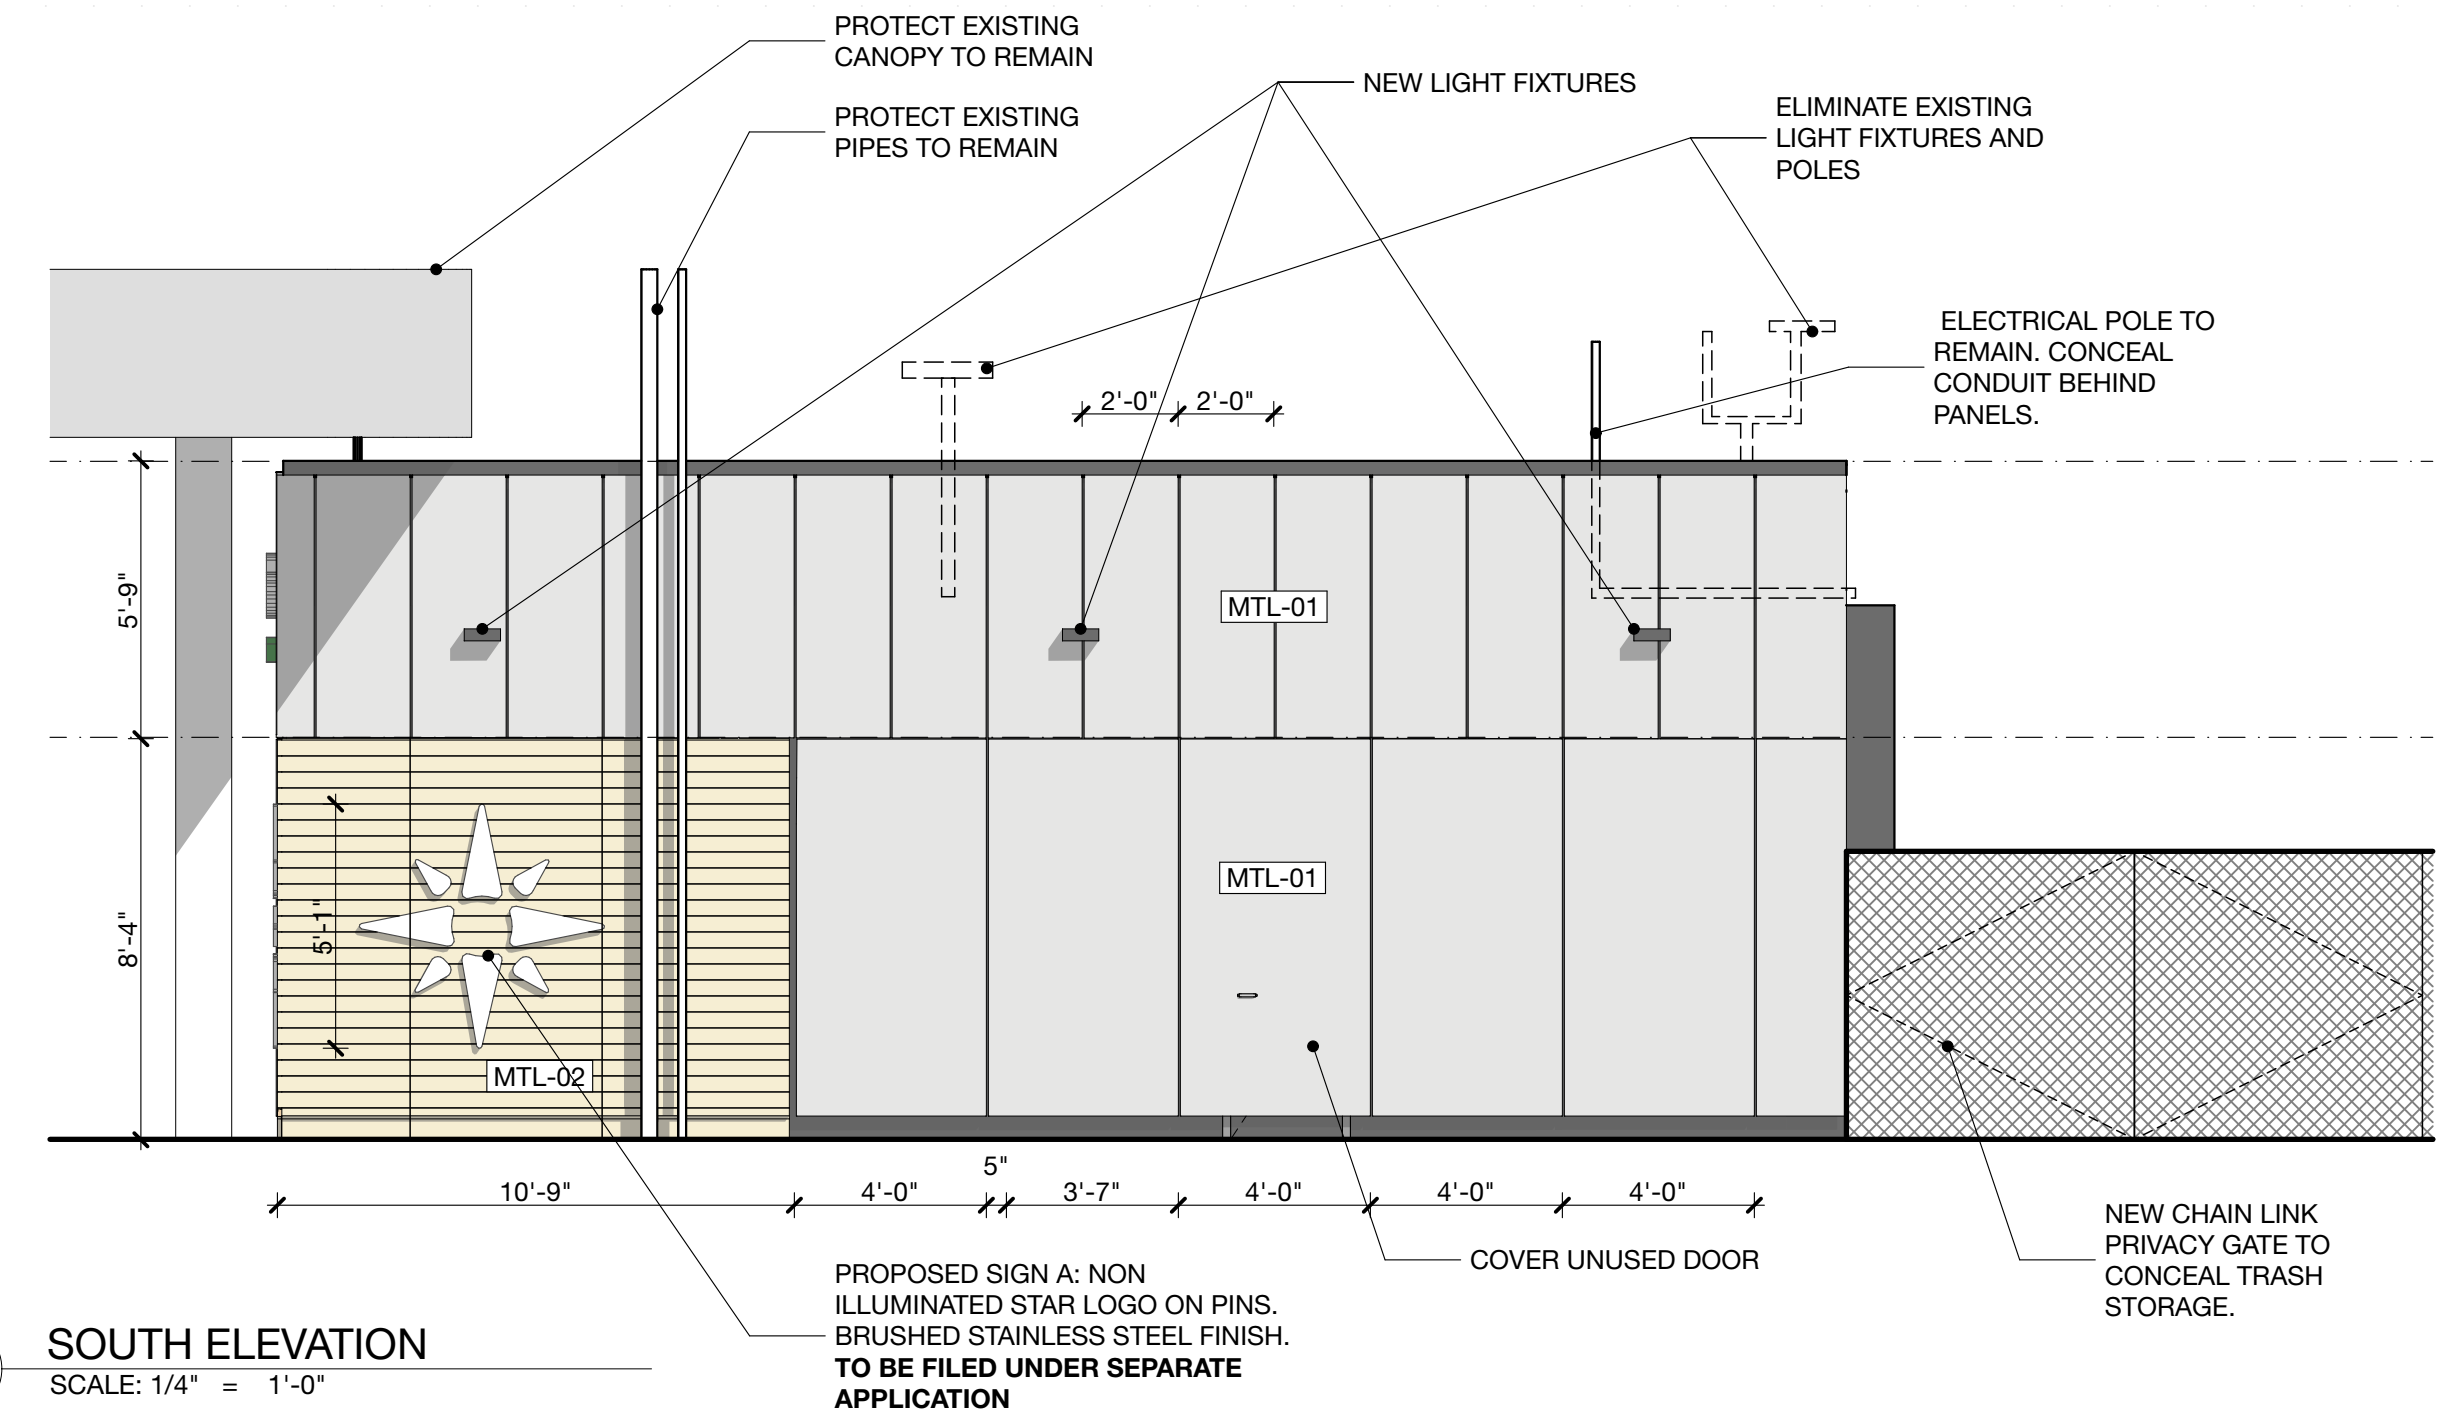 PROTECT EXISTING
CANOPY TO REMAIN
PROTECT EXISTING
PIPES TO REMAIN
NEW LIGHT FIXTURES
ELIMINATE EXISTING
LIGHT FIXTURES AND
POLES
ELECTRICAL POLE TO
REMAIN. CONCEAL
CONDUIT BEHIND
PANELS.
2'-0" 2'-0"
5'-9"
MTL-01
8'-4"
5'-1"
MTL-01
MTL-02
5"
10'-9" 4'-0" 3'-7" 4'-0" 4'-0" 4'-0"
NEW CHAIN LINK
PRIVACY GATE TO
CONCEAL TRASH
STORAGE.
COVER UNUSED DOOR
PROPOSED SIGN A: NON
ILLUMINATED STAR LOGO ON PINS.
BRUSHED STAINLESS STEEL FINISH.
TO BE FILED UNDER SEPARATE
APPLICATION
SOUTH ELEVATION
SCALE: 1/4" = 1'-0"